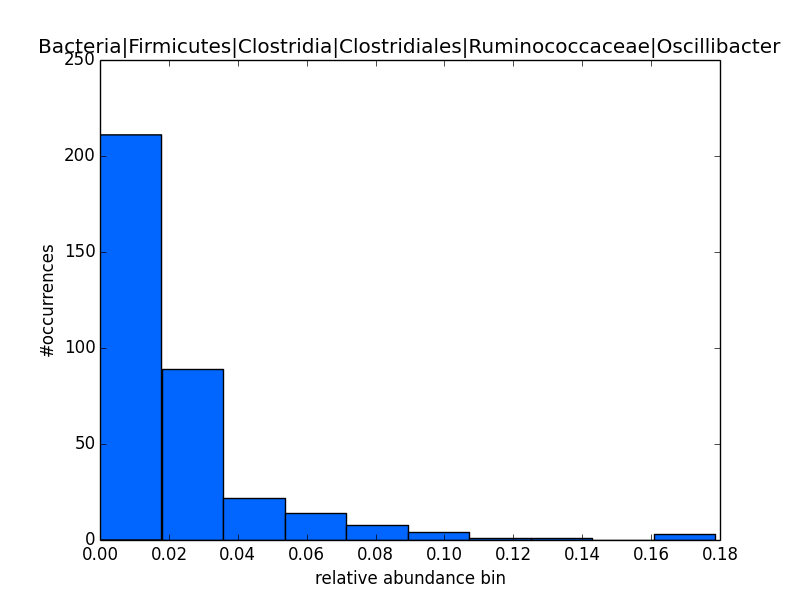 Bacteria|Firmicutes|Clostridia|Clostridiales|Ruminococcaceae|Oscillibacter
250
200
150
100
50
0
#occurrences
0.00 0.02 0.04 0.06 0.08 0.10 0.12 0.14 0.16 0.18
relative abundance bin